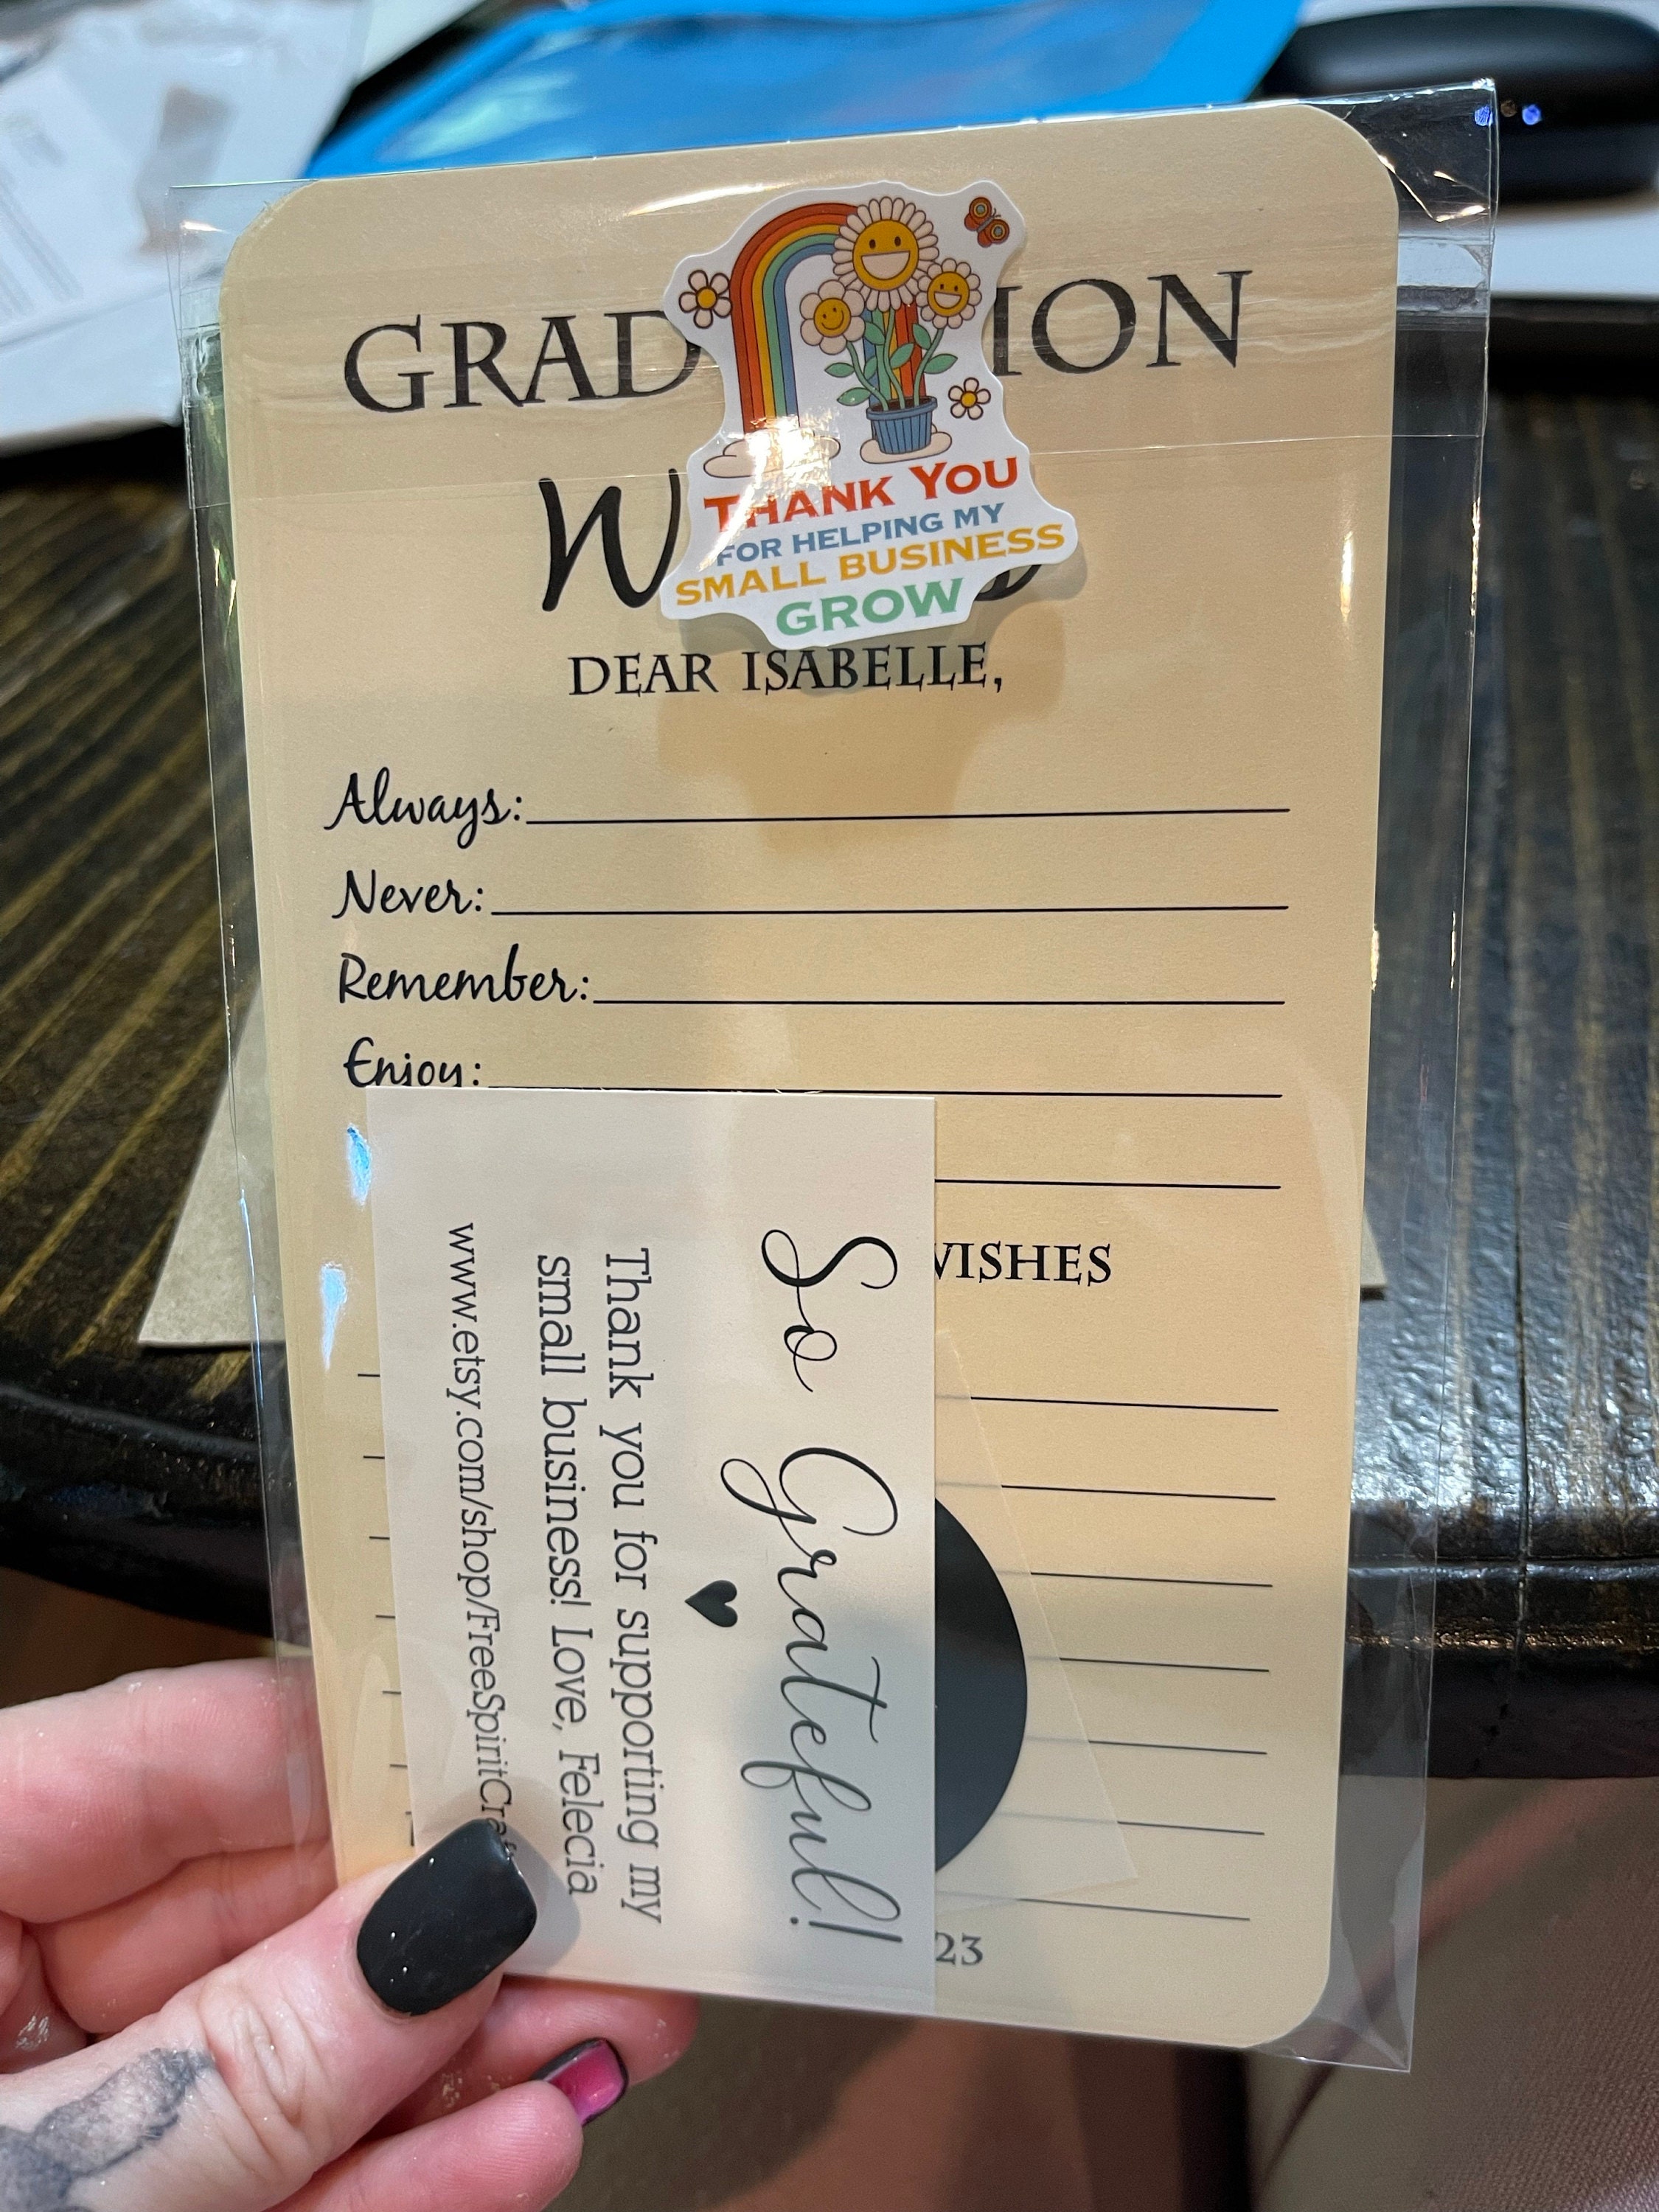 GRAD ION
THANK YOU
FOR HELPING MY
SMALL BUSINESS
GROW
DEAR ISABELLE,
Always:
Never:
Remember:
Enjoy:
WISHES
So Grateful!
Thank you for supporting my
small business! Love, Felecia
www.etsy.com/shop/FreeSpiritCraf
23